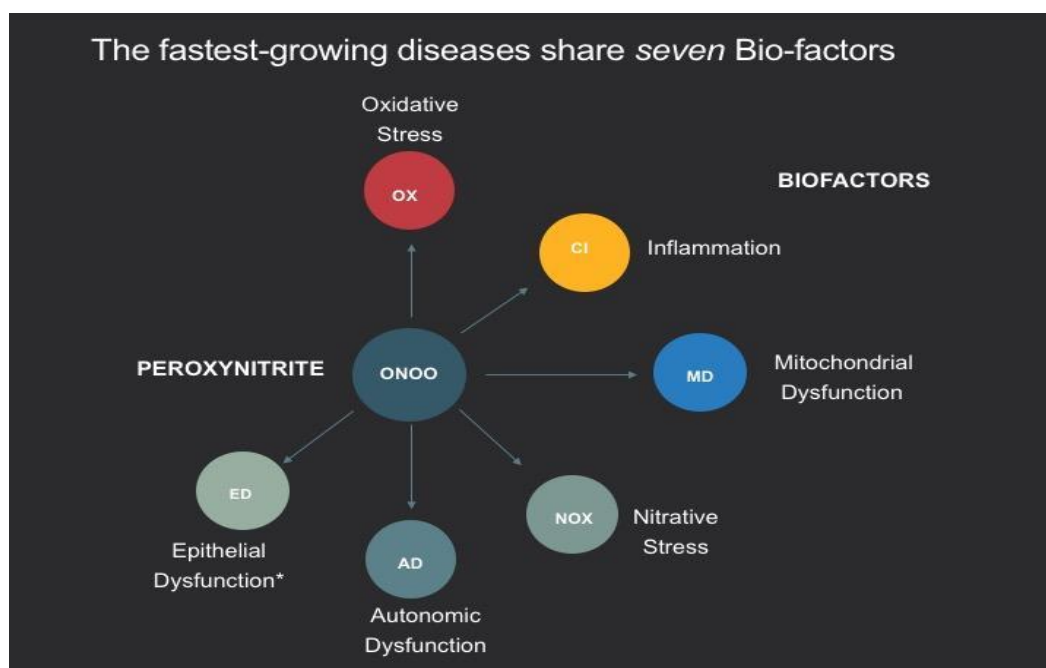 The fastest-growing diseases share seven Bio-factors
Oxidative
Stress
OX
BIOFACTORS
CI
Inflammation
PEROXYNITRITE
ONOO
MD
Mitochondrial
Dysfunction
ED
Epithelial
Dysfunction*
AD
Autonomic
Dysfunction
NOX
Nitrative
Stress